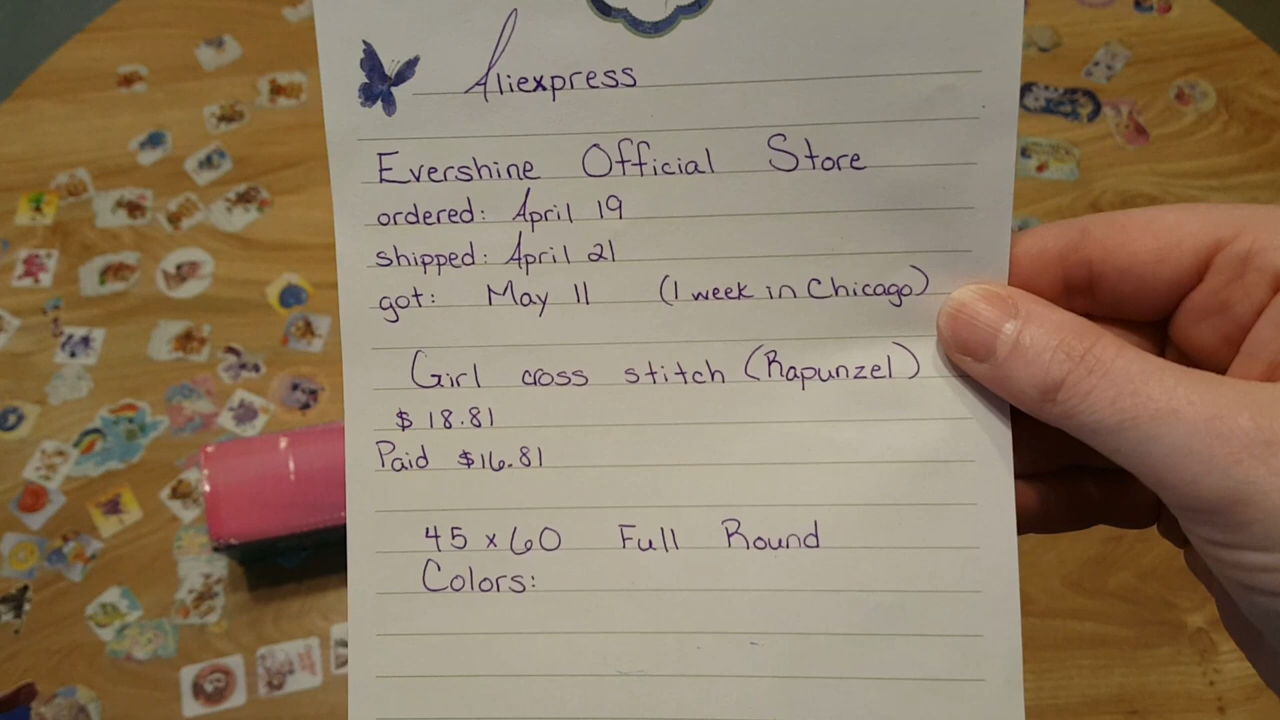 Aliexpress
Evershine Official Store
ordered: April 19
shipped: April 21
got: May 11 (1 week in Chicago)
Girl cross stitch (Rapunzel)
$18.81
Paid $16.81
45 x 60 Full Round
Colors: